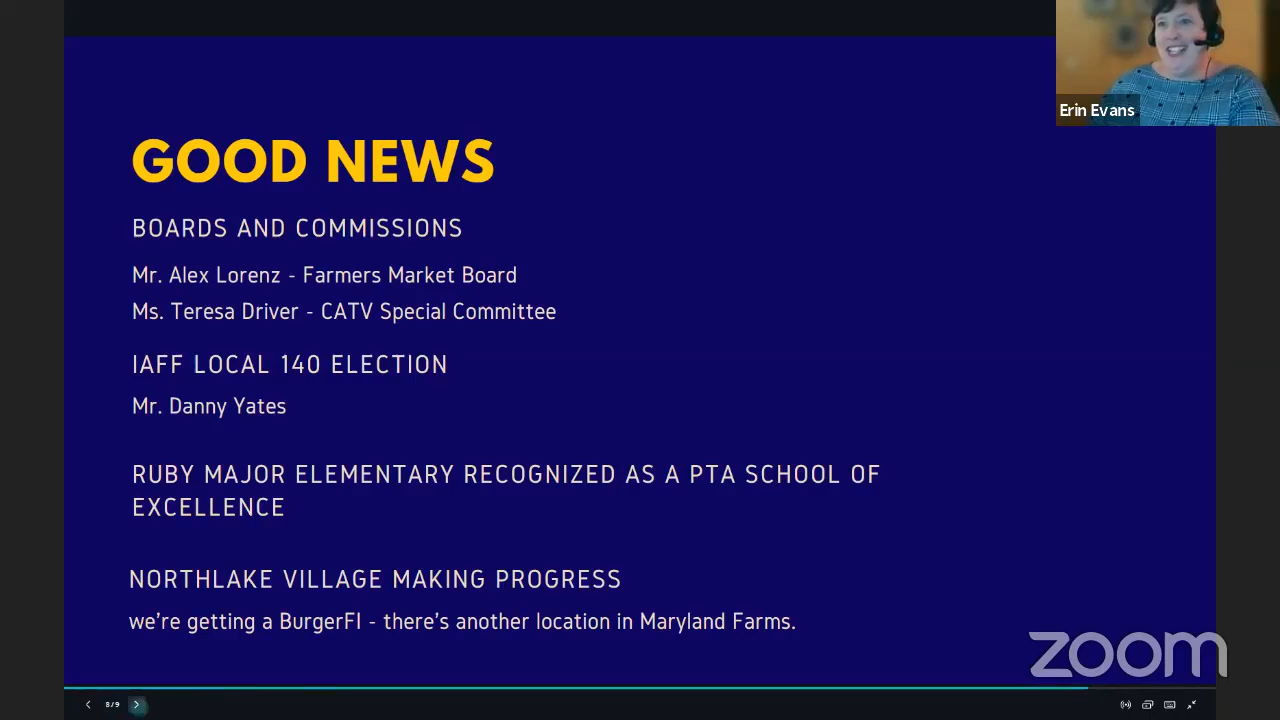 Erin Evans
GOOD NEWS
BOARDS AND COMMISSIONS
Mr. Alex Lorenz - Farmers Market Board
Ms. Teresa Driver - CATV Special Committee
IAFF LOCAL 140 ELECTION
Mr. Danny Yates
RUBY MAJOR ELEMENTARY RECOGNIZED AS A PTA SCHOOL OF
EXCELLENCE
NORTHLAKE VILLAGE MAKING PROGRESS
we're getting a BurgerFI - there's another location in Maryland Farms.
zoom
8/9